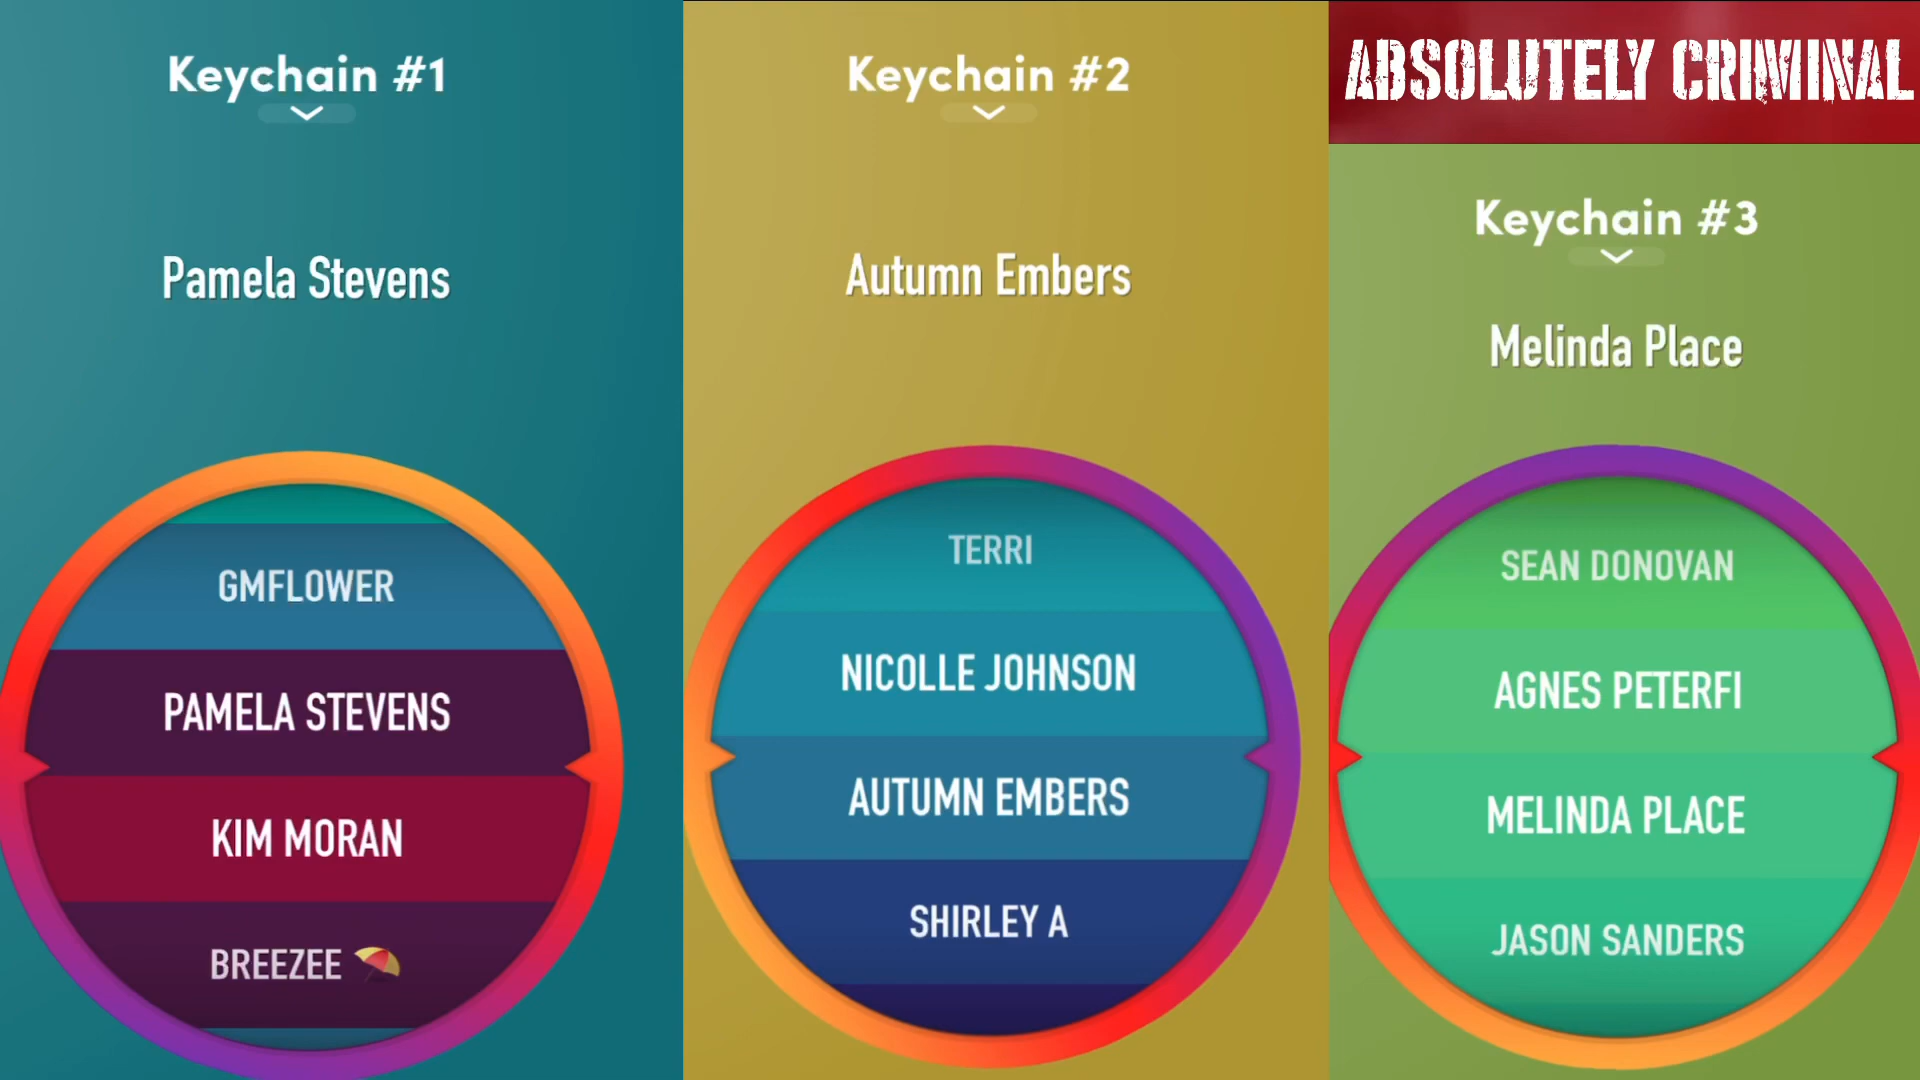 Keychain #1
Pamela Stevens
GMFLOWER
PAMELA STEVENS
KIM MORAN
BREEZEE
Keychain #2
Autumn Embers
TERRI
NICOLLE JOHNSON
AUTUMN EMBERS
SHIRLEY A
ABSOLUTELY CRIMINAL
Keychain #3
Melinda Place
SEAN DONOVAN
AGNES PETERFI
MELINDA PLACE
JASON SANDERS